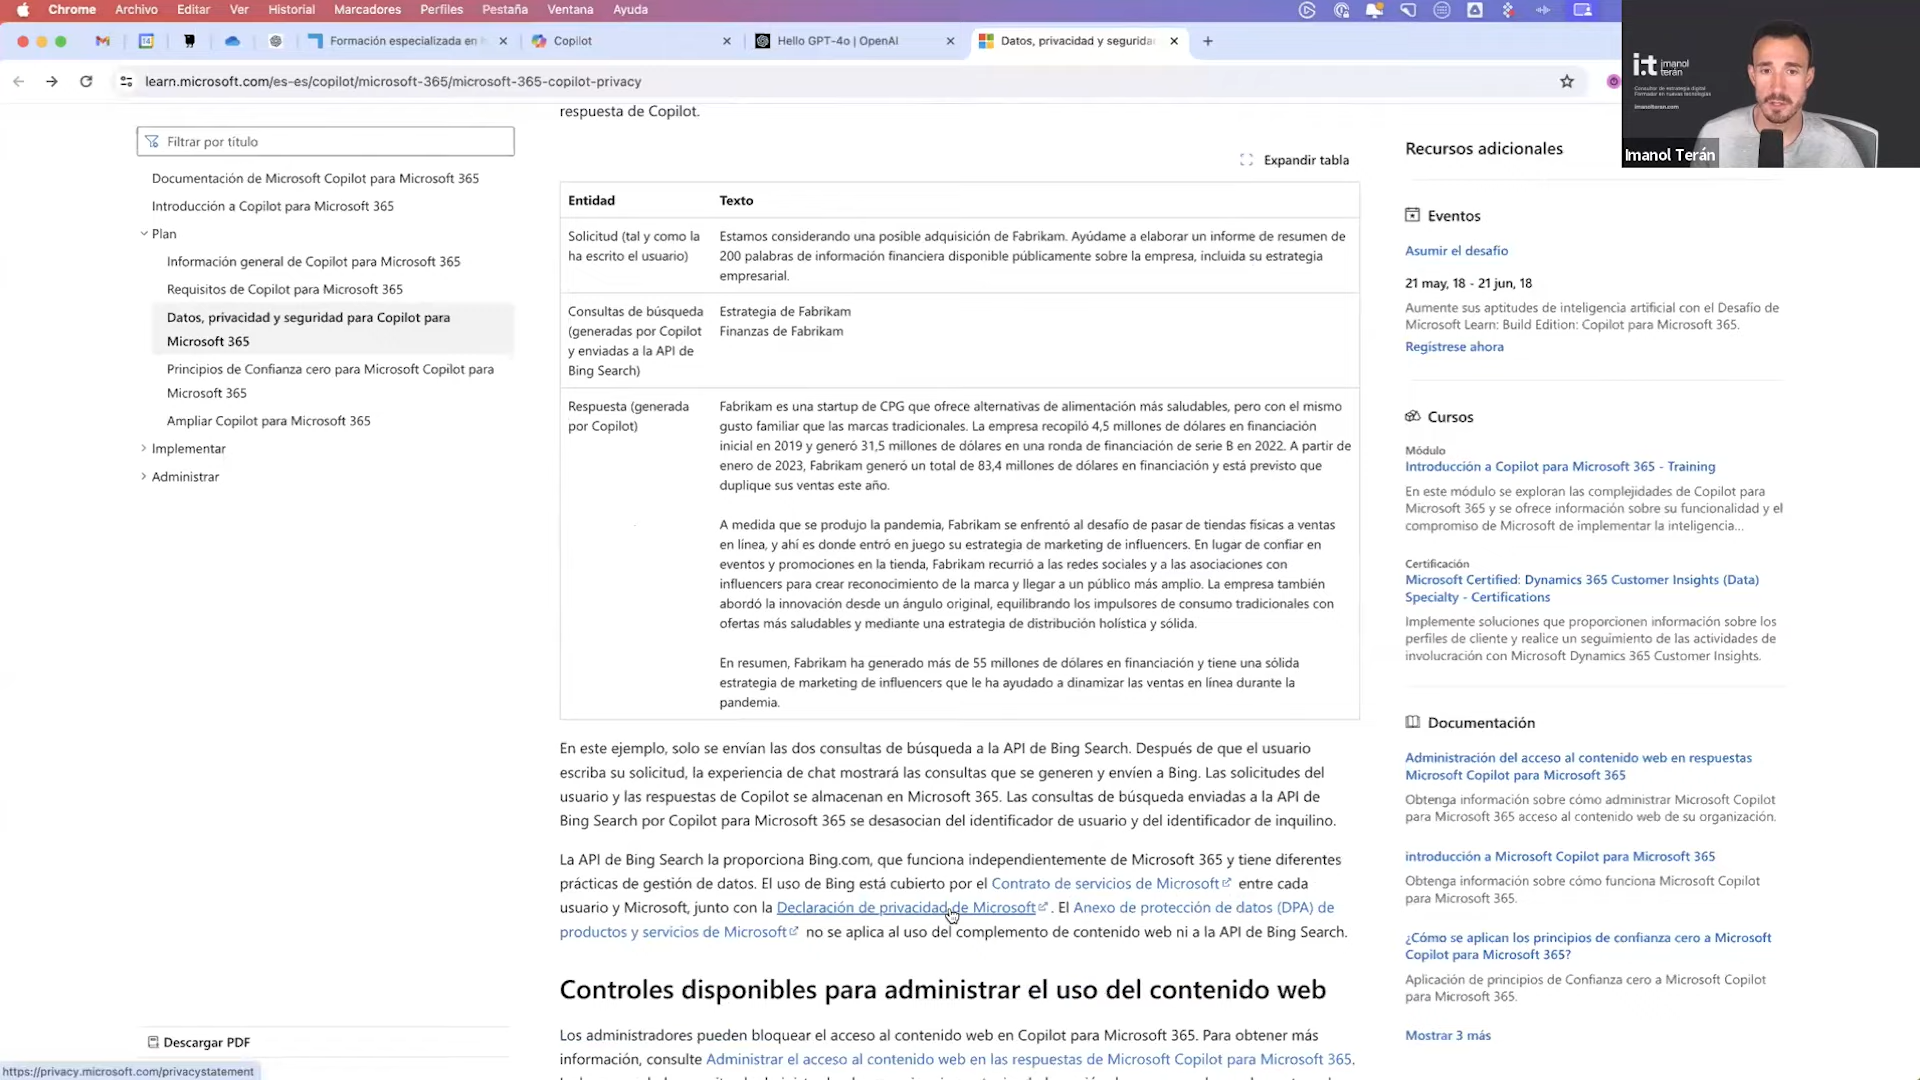 Chrome Archivo Editar Ver Historial Marcadores Perfiles Pestaña Ventana Ayuda
Formación especializada en
Copilot
Hello GPT-4o | OpenAI
Datos, privacidad y segurida
learn.microsoft.com/es-es/copilot/microsoft-365/microsoft-365-copilot-privacy
i.t imanol
terán
Consultor de estrategia digital
Formador en nuevas tecnologías
imanolteran.com
Imanol Terán
Filtrar por título
Documentación de Microsoft Copilot para Microsoft 365
Introducción a Copilot para Microsoft 365
Plan
Información general de Copilot para Microsoft 365
Requisitos de Copilot para Microsoft 365
Datos, privacidad y seguridad para Copilot para
Microsoft 365
Principios de Confianza cero para Microsoft Copilot para
Microsoft 365
Ampliar Copilot para Microsoft 365
Implementar
Administrar
Descargar PDF
https://privacy.microsoft.com/privacystatement
respuesta de Copilot.
Expandir tabla
Entidad Texto
Solicitud (tal y como la
ha escrito el usuario)
Estamos considerando una posible adquisición de Fabrikam. Ayúdame a elaborar un informe de resumen de
200 palabras de información financiera disponible públicamente sobre la empresa, incluida su estrategia
empresarial.
Consultas de búsqueda
(generadas por Copilot
y enviadas a la API de
Bing Search)
Estrategia de Fabrikam
Finanzas de Fabrikam
Respuesta (generada
por Copilot)
Fabrikam es una startup de CPG que ofrece alternativas de alimentación más saludables, pero con el mismo
gusto familiar que las marcas tradicionales. La empresa recopiló 4,5 millones de dólares en financiación
inicial en 2019 y generó 31,5 millones de dólares en una ronda de financiación de serie B en 2022. A partir de
enero de 2023, Fabrikam generó un total de 83,4 millones de dólares en financiación y está previsto que
duplique sus ventas este año.
A medida que se produjo la pandemia, Fabrikam se enfrentó al desafío de pasar de tiendas físicas a ventas
en línea, y ahí es donde entró en juego su estrategia de marketing de influencers. En lugar de confiar en
eventos y promociones en la tienda, Fabrikam recurrió a las redes sociales y a las asociaciones con
influencers para crear reconocimiento de la marca y llegar a un público más amplio. La empresa también
abordó la innovación desde un ángulo original, equilibrando los impulsores de consumo tradicionales con
ofertas más saludables y mediante una estrategia de distribución holística y sólida.
En resumen, Fabrikam ha generado más de 55 millones de dólares en financiación y tiene una sólida
estrategia de marketing de influencers que le ha ayudado a dinamizar las ventas en línea durante la
pandemia.
En este ejemplo, solo se envían las dos consultas de búsqueda a la API de Bing Search. Después de que el usuario
escriba su solicitud, la experiencia de chat mostrará las consultas que se generen y envíen a Bing. Las solicitudes del
usuario y las respuestas de Copilot se almacenan en Microsoft 365. Las consultas de búsqueda enviadas a la API de
Bing Search por Copilot para Microsoft 365 se desasocian del identificador de usuario y del identificador de inquilino.
La API de Bing Search la proporciona Bing.com, que funciona independientemente de Microsoft 365 y tiene diferentes
prácticas de gestión de datos. El uso de Bing está cubierto por el Contrato de servicios de Microsoft entre cada
usuario y Microsoft, junto con la Declaración de privacidad de Microsoft . El Anexo de protección de datos (DPA) de
productos y servicios de Microsoft no se aplica al uso del complemento de contenido web ni a la API de Bing Search.
Controles disponibles para administrar el uso del contenido web
Los administradores pueden bloquear el acceso al contenido web en Copilot para Microsoft 365. Para obtener más
información, consulte Administrar el acceso al contenido web en las respuestas de Microsoft Copilot para Microsoft 365.
Recursos adicionales
Eventos
Asumir el desafío
21 may, 18 - 21 jun, 18
Aumente sus aptitudes de inteligencia artificial con el Desafío de
Microsoft Learn: Build Edition: Copilot para Microsoft 365.
Regístrese ahora
Cursos
Módulo
Introducción a Copilot para Microsoft 365 - Training
En este módulo se exploran las complejidades de Copilot para
Microsoft 365 y se ofrece información sobre su funcionalidad y el
compromiso de Microsoft de implementar la inteligencia...
Certificación
Microsoft Certified: Dynamics 365 Customer Insights (Data)
Specialty - Certifications
Implemente soluciones que proporcionen información sobre los
perfiles de cliente y realice un seguimiento de las actividades de
involucración con Microsoft Dynamics 365 Customer Insights.
Documentación
Administración del acceso al contenido web en respuestas
Microsoft Copilot para Microsoft 365
Obtenga información sobre cómo administrar Microsoft Copilot
para Microsoft 365 acceso al contenido web de su organización.
introducción a Microsoft Copilot para Microsoft 365
Obtenga información sobre cómo funciona Microsoft Copilot
para Microsoft 365.
¿Cómo se aplican los principios de confianza cero a Microsoft
Copilot para Microsoft 365?
Aplicación de principios de Confianza cero a Microsoft Copilot
para Microsoft 365.
Mostrar 3 más